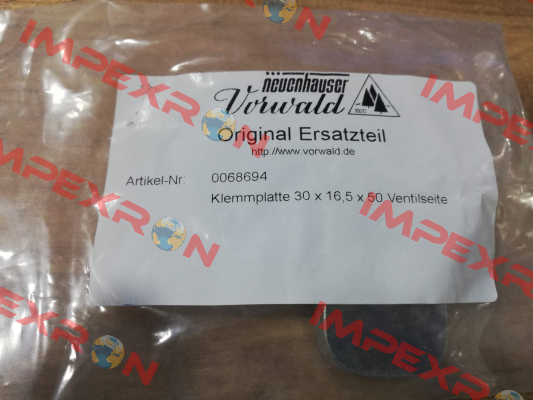 neuenhauser
Vorwald
1920
Original Ersatzteil
http://www.vorwald.de
Artikel-Nr: 0068694
Klemmplatte 30 x 16,5 x 50 Ventilseite
IMPEXRON
IMPEXRON
IMPEXRON
IMPEXRON
IMPEXRON